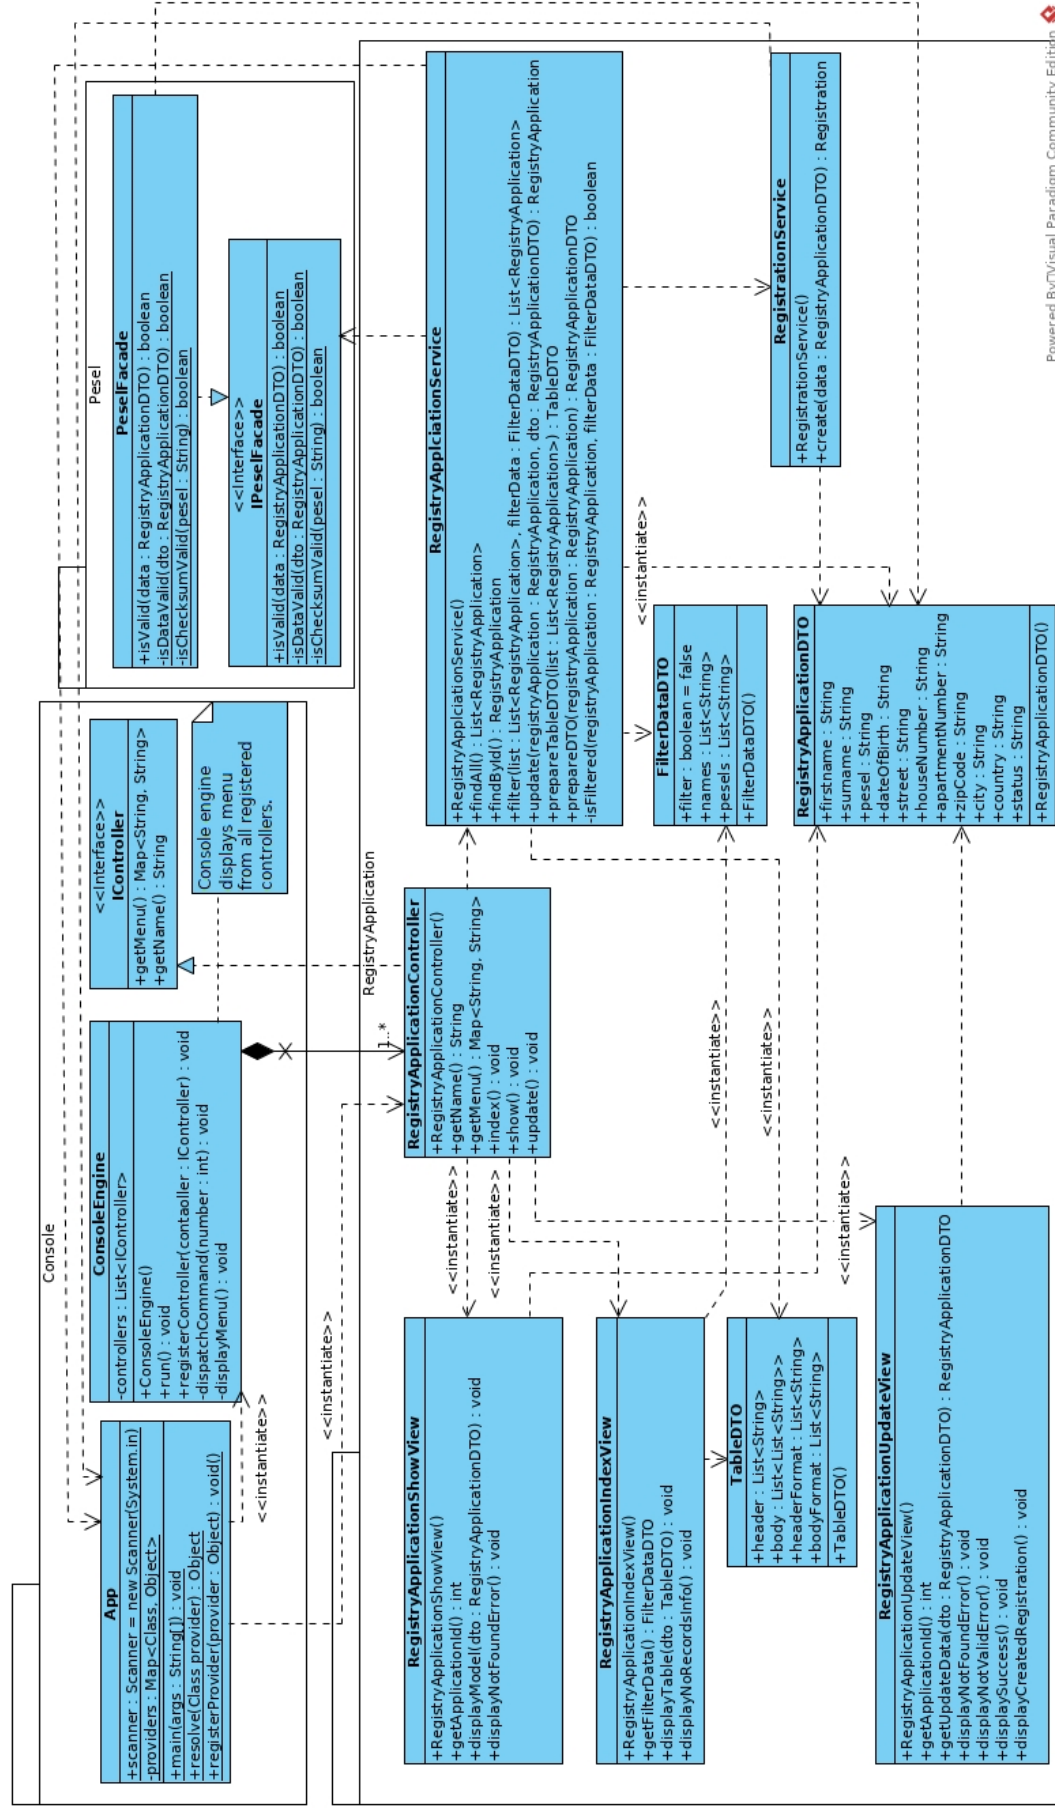 Console
App
+scanner : Scanner = new Scanner(System.in)
-providers : Map<Class, Object>
+main(args : String[]) : void
+resolve(Class provider) : Object
+registerProvider(provider : Object) : void()
<<instantiate>>
ConsoleEngine
-controllers : List<IController>
+ConsoleEngine()
+run() : void
+registerController(contaoller : IController) : void
-dispatchCommand(number : int) : void
-displayMenu() : void
<<Interface>>
IController
+getMenu() : Map<String, String>
+getName() : String
Console engine
displays menu
from all registered
controllers.
Pesel
PeselFacade
+isValid(data : RegistryApplicationDTO) : boolean
-isDataValid(dto : RegistryApplicationDTO) : boolean
-isChecksumValid(pesel : String) : boolean
<<Interface>>
IPeselFacade
+isValid(data : RegistryApplicationDTO) : boolean
-isDataValid(dto : RegistryApplicationDTO) : boolean
-isChecksumValid(pesel : String) : boolean
<<instantiate>>
RegistryApplication
1..*
RegistryApplicationShowView
+RegistryApplicationShowView()
+getApplicationId() : int
+displayModel(dto : RegistryApplicationDTO) : void
+displayNotFoundError() : void
<<instantiate>>
<<instantiate>>
RegistryApplicationController
+RegistryApplicationController()
+getName() : String
+getMenu() : Map<String, String>
+index() : void
+show() : void
+update() : void
RegistryApplciationService
+RegistryApplciationService()
+findAll() : List<RegistryApplication>
+findById() : RegistryApplication
+filter(list : List<RegistryApplication>, filterData : FilterDataDTO) : List<RegistryApplication>
+update(registryApplication : RegistryApplication, dto : RegistryApplicationDTO) : RegistryApplication
+prepareTableDTO(list : List<RegistryApplication>) : TableDTO
+prepareDTO(registryApplication : RegistryApplication) : RegistryApplicationDTO
-isFiltered(registryApplication : RegistryApplication, filterData : FilterDataDTO) : boolean
RegistryApplicationIndexView
+RegistryApplicationIndexView()
+getFilterData() : FilterDataDTO
+displayTable(dto : TableDTO) : void
+displayNoRecordsInfo() : void
<<instantiate>>
<<instantiate>>
<<instantiate>>
FilterDataDTO
+filter : boolean = false
+names : List<String>
+pesels : List<String>
+FilterDataDTO()
TableDTO
+header : List<String>
+body : List<List<String>>
+headerFormat : List<String>
+bodyFormat : List<String>
+TableDTO()
<<instantiate>>
RegistrationService
+RegistrationService()
+create(data : RegistryApplicationDTO) : Registration
RegistryApplicationDTO
+firstname : String
+surname : String
+pesel : String
+dateOfBirth : String
+street : String
+houseNumber : String
+apartmentNumber : String
+zipCode : String
+city : String
+country : String
+status : String
+RegistryApplicationDTO()
RegistryApplicationUpdateView
+RegistryApplicationUpdateView()
+getApplicationId() : int
+getUpdateData(dto : RegistryApplicationDTO) : RegistryApplicationDTO
+displayNotFoundError() : void
+displayNotValidError() : void
+displaySuccess() : void
+displayCreatedRegistration() : void
Powered By Visual Paradigm Community Edition